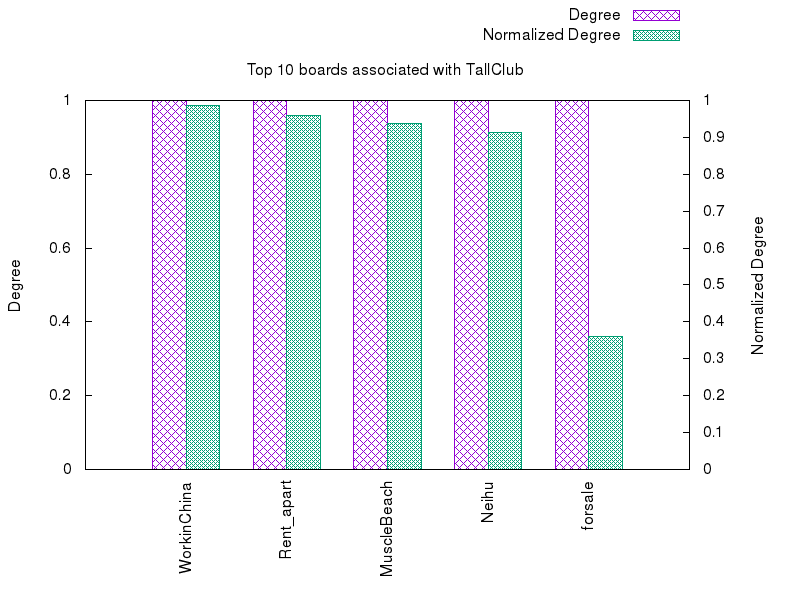 Degree
Normalized Degree
Top 10 boards associated with TallClub
1
0.8
0.6
0.4
0.2
0
1
0.9
0.8
0.7
0.6
0.5
0.4
0.3
0.2
0.1
0
Degree
Normalized Degree
WorkinChina
Rent_apart
MuscleBeach
Neihu
forsale